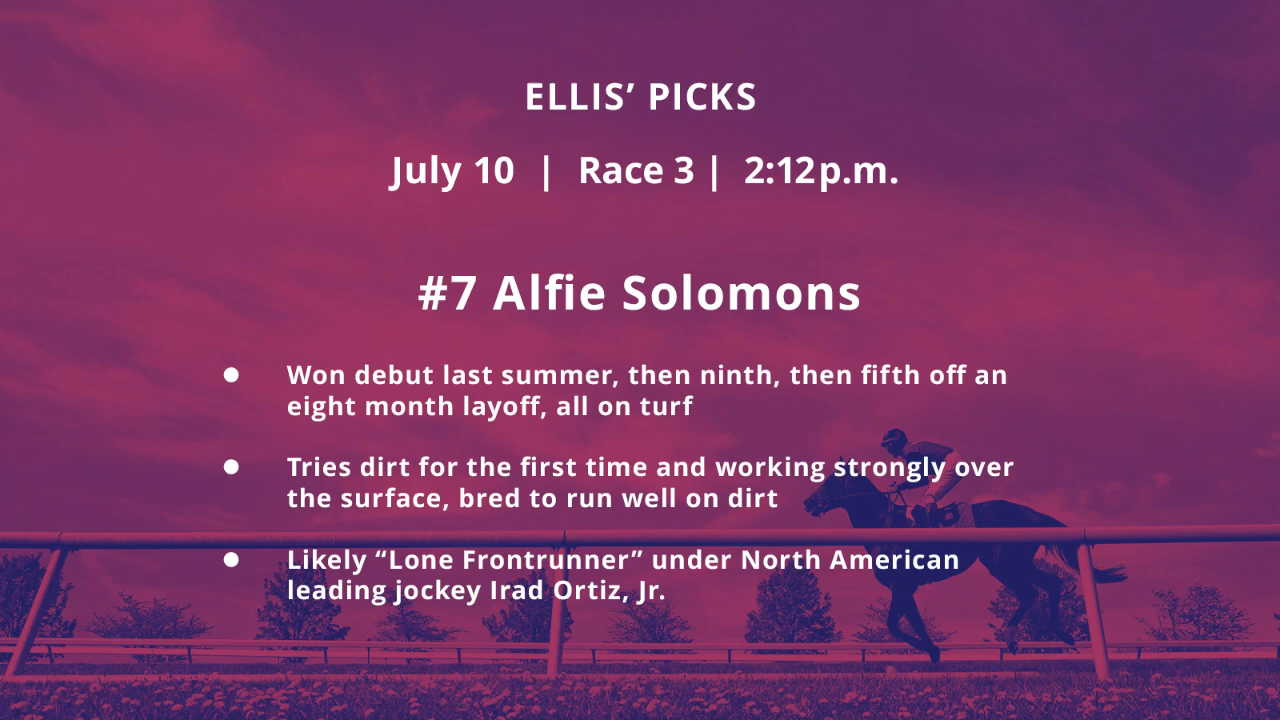 ELLIS’ PICKS
July 10 | Race 3 | 2:12p.m.
#7 Alfie Solomons
● Won debut last summer, then ninth, then fifth off an
eight month layoff, all on turf
● Tries dirt for the first time and working strongly over
the surface, bred to run well on dirt
● Likely “Lone Frontrunner” under North American
leading jockey Irad Ortiz, Jr.